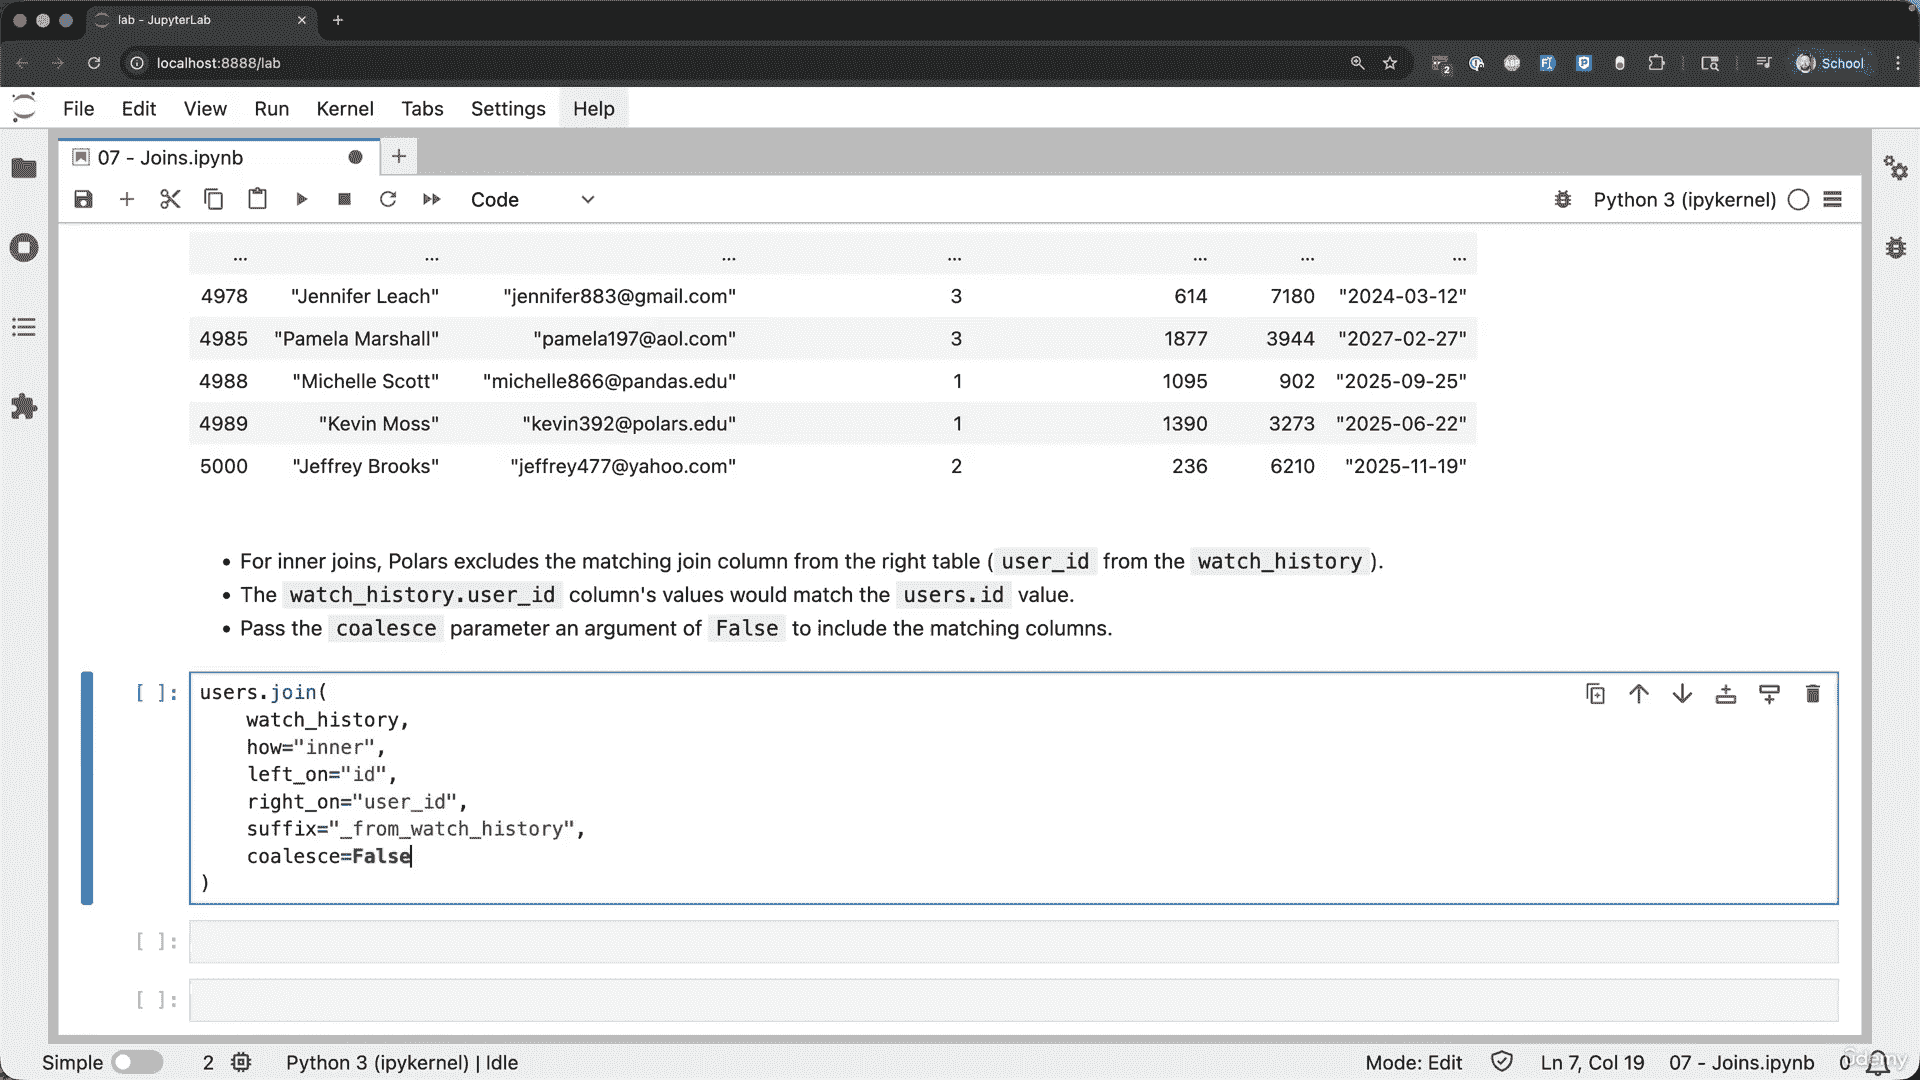 lab - JupyterLab
localhost:8888/lab
2
School
File Edit View Run Kernel Tabs Settings Help
07 - Joins.ipynb
Code
Python 3 (ipykernel)
... ... ... ... ... ... ...
4978 "Jennifer Leach" "jennifer883@gmail.com" 3 614 7180 "2024-03-12"
4985 "Pamela Marshall" "pamela197@aol.com" 3 1877 3944 "2027-02-27"
4988 "Michelle Scott" "michelle866@pandas.edu" 1 1095 902 "2025-09-25"
4989 "Kevin Moss" "kevin392@polars.edu" 1 1390 3273 "2025-06-22"
5000 "Jeffrey Brooks" "jeffrey477@yahoo.com" 2 236 6210 "2025-11-19"
• For inner joins, Polars excludes the matching join column from the right table ( user_id from the watch_history ).
• The watch_history.user_id column's values would match the users.id value.
• Pass the coalesce parameter an argument of False to include the matching columns.
[ ]: users.join(
watch_history,
how="inner",
left_on="id",
right_on="user_id",
suffix="_from_watch_history",
coalesce=False
)
[ ]:
[ ]:
Simple 2 Python 3 (ipykernel) | Idle Mode: Edit Ln 7, Col 19 07 - Joins.ipynb 0
Udemy